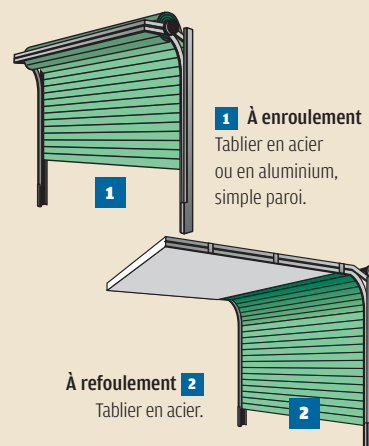 1 À enroulement
Tablier en acier
ou en aluminium,
simple paroi.
1
À refoulement 2
Tablier en acier.
2